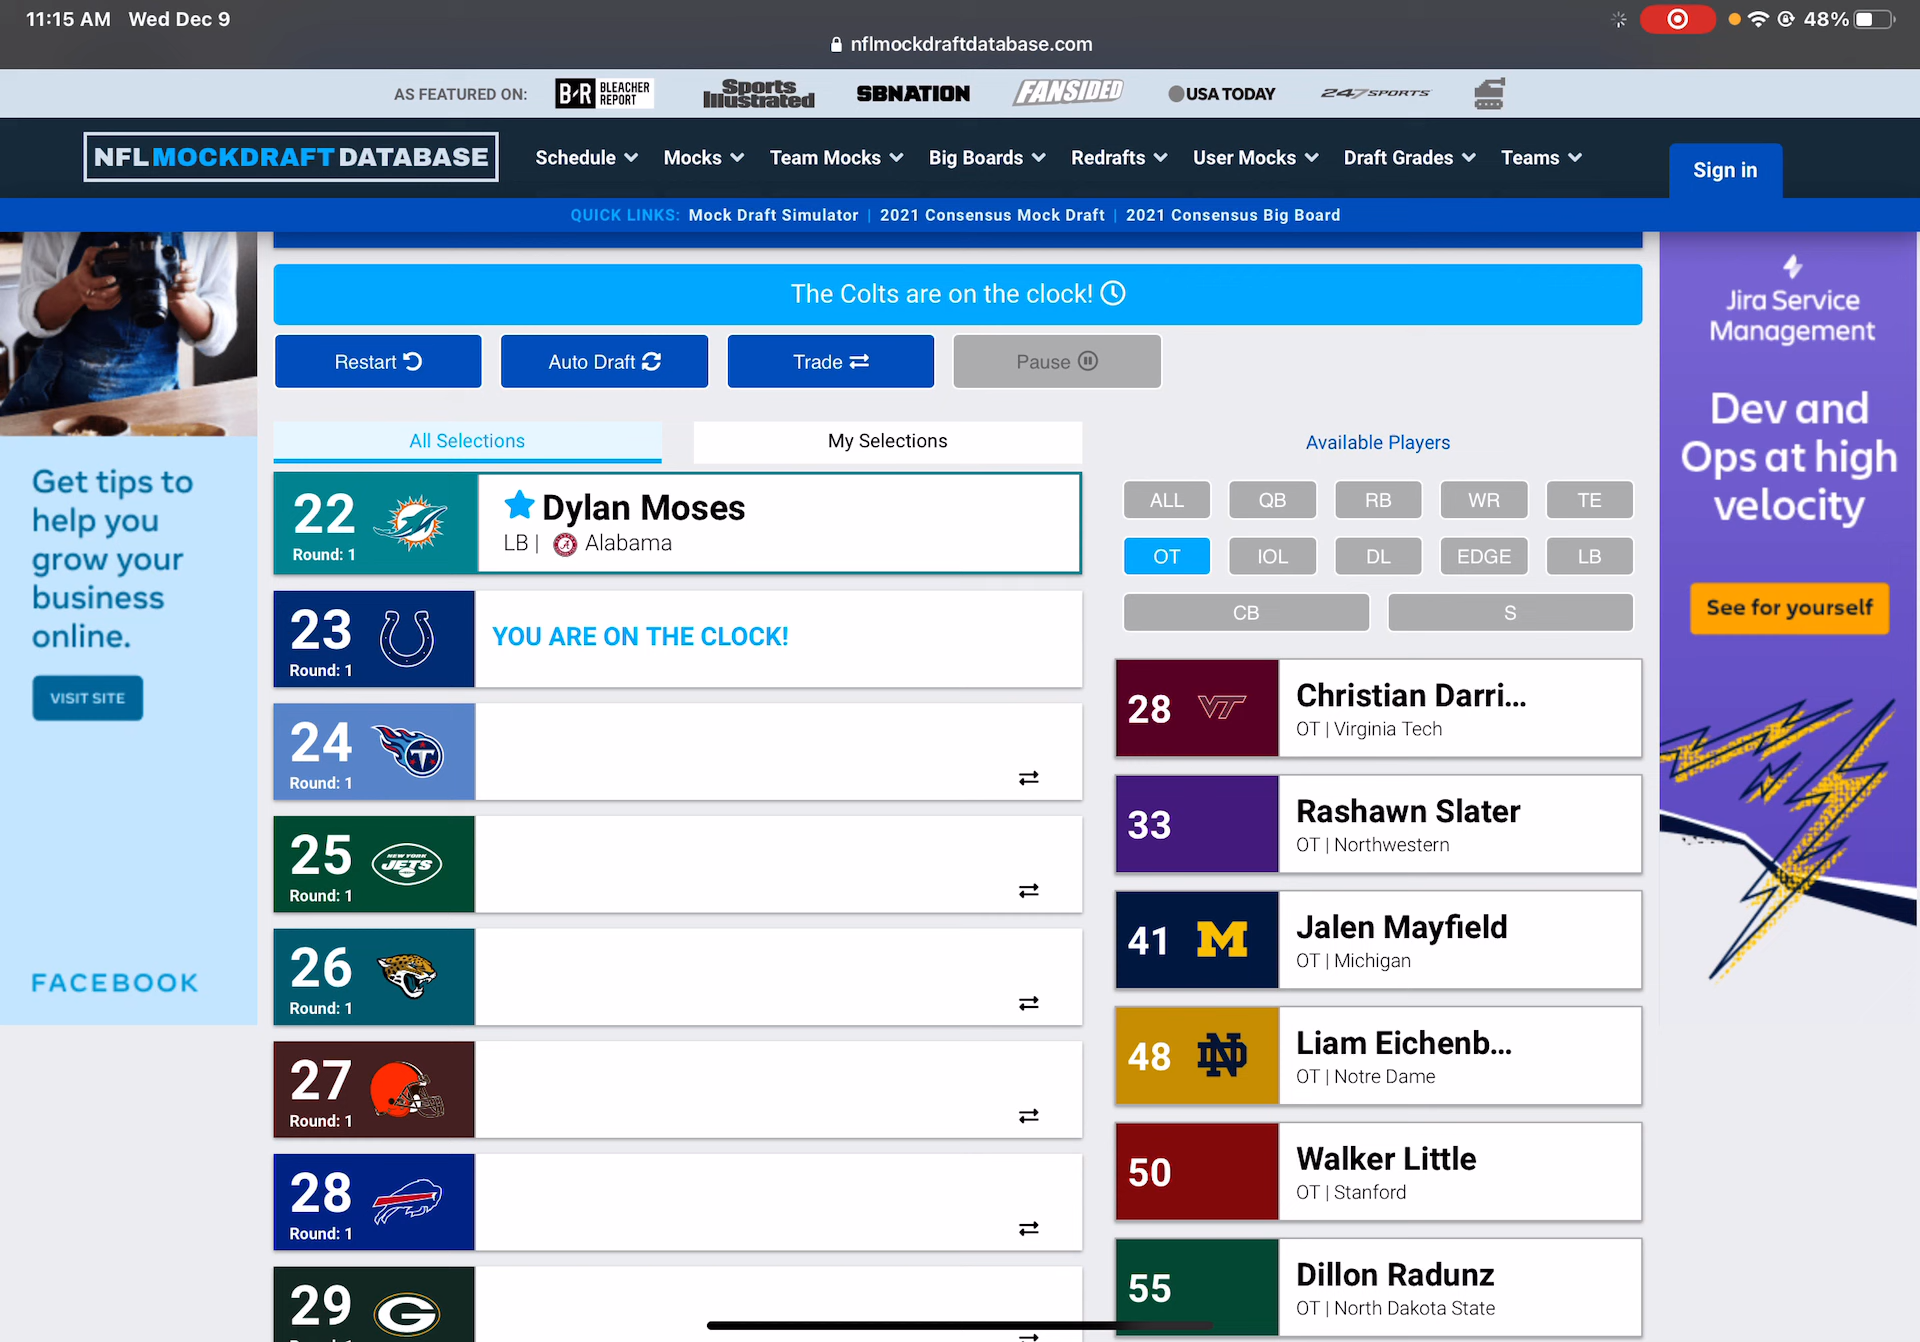 11:15 AM Wed Dec 9
48%
nflmockdraftdatabase.com
AS FEATURED ON:
B/R BLEACHER REPORT
Sports Illustrated
SBNATION
FANSIDED
USA TODAY
247SPORTS
NFL MOCKDRAFT DATABASE
Schedule
Mocks
Team Mocks
Big Boards
Redrafts
User Mocks
Draft Grades
Teams
Sign in
QUICK LINKS: Mock Draft Simulator | 2021 Consensus Mock Draft | 2021 Consensus Big Board
The Colts are on the clock!
Restart
Auto Draft
Trade
Pause
All Selections
My Selections
22
Round: 1
Dylan Moses
LB | A Alabama
23
Round: 1
YOU ARE ON THE CLOCK!
24
T
Round: 1
25
NEW YORK
JETS
Round: 1
26
Round: 1
27
Round: 1
28
Round: 1
29
G
Available Players
ALL
QB
RB
WR
TE
OT
IOL
DL
EDGE
LB
CB
S
28
VT
Christian Darri...
OT | Virginia Tech
33
Rashawn Slater
OT | Northwestern
41
M
Jalen Mayfield
OT | Michigan
48
ND
Liam Eichenb...
OT | Notre Dame
50
Walker Little
OT | Stanford
55
Dillon Radunz
OT | North Dakota State
Get tips to
help you
grow your
business
online.
VISIT SITE
FACEBOOK
Jira Service
Management
Dev and
Ops at high
velocity
See for yourself